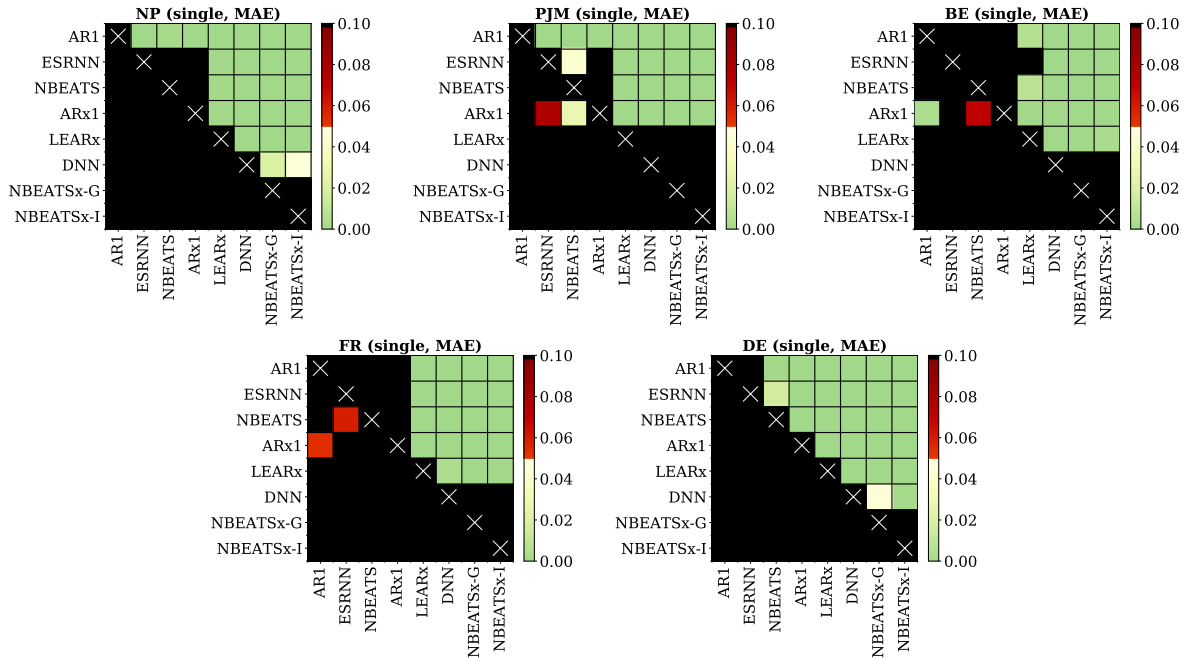 NP (single, MAE)
AR1
ESRNN
NBEATS
ARx1
LEARx
DNN
NBEATSx-G
NBEATSx-I
AR1
ESRNN
NBEATS
ARx1
LEARx
DNN
NBEATSx-G
NBEATSx-I
0.10
0.08
0.06
0.04
0.02
0.00
PJM (single, MAE)
AR1
ESRNN
NBEATS
ARx1
LEARx
DNN
NBEATSx-G
NBEATSx-I
AR1
ESRNN
NBEATS
ARx1
LEARx
DNN
NBEATSx-G
NBEATSx-I
0.10
0.08
0.06
0.04
0.02
0.00
BE (single, MAE)
AR1
ESRNN
NBEATS
ARx1
LEARx
DNN
NBEATSx-G
NBEATSx-I
AR1
ESRNN
NBEATS
ARx1
LEARx
DNN
NBEATSx-G
NBEATSx-I
0.10
0.08
0.06
0.04
0.02
0.00
FR (single, MAE)
AR1
ESRNN
NBEATS
ARx1
LEARx
DNN
NBEATSx-G
NBEATSx-I
AR1
ESRNN
NBEATS
ARx1
LEARx
DNN
NBEATSx-G
NBEATSx-I
0.10
0.08
0.06
0.04
0.02
0.00
DE (single, MAE)
AR1
ESRNN
NBEATS
ARx1
LEARx
DNN
NBEATSx-G
NBEATSx-I
AR1
ESRNN
NBEATS
ARx1
LEARx
DNN
NBEATSx-G
NBEATSx-I
0.10
0.08
0.06
0.04
0.02
0.00